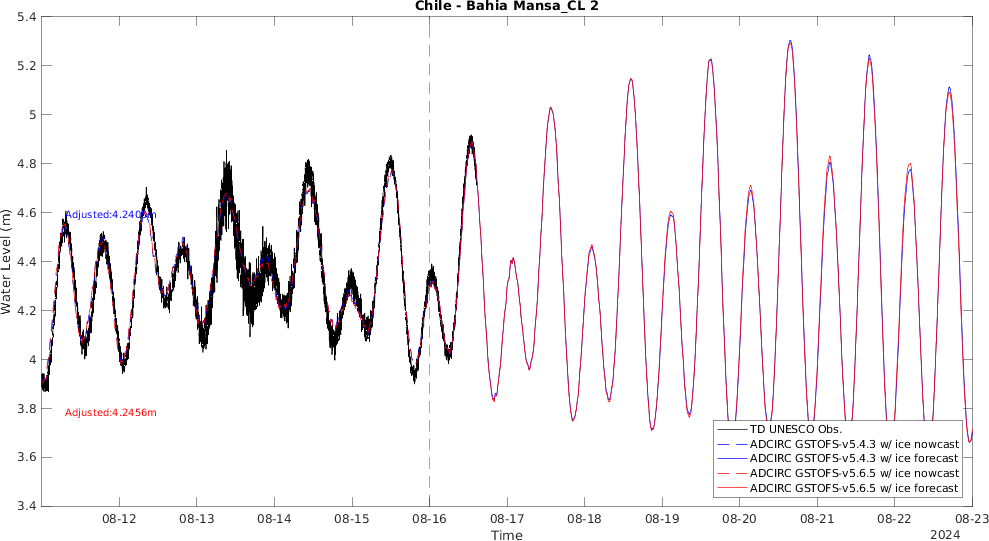 Chile - Bahia Mansa_CL 2
5.4
5.2
5
4.8
4.6
4.4
4.2
4
3.8
3.6
3.4
Water Level (m)
Adjusted:4.2403m
Adjusted:4.2456m
TD UNESCO Obs.
ADCIRC GSTOFS-v5.4.3 w/ ice nowcast
ADCIRC GSTOFS-v5.4.3 w/ ice forecast
ADCIRC GSTOFS-v5.6.5 w/ ice nowcast
ADCIRC GSTOFS-v5.6.5 w/ ice forecast
08-12 08-13 08-14 08-15 08-16 08-17 08-18 08-19 08-20 08-21 08-22 08-23
Time 2024